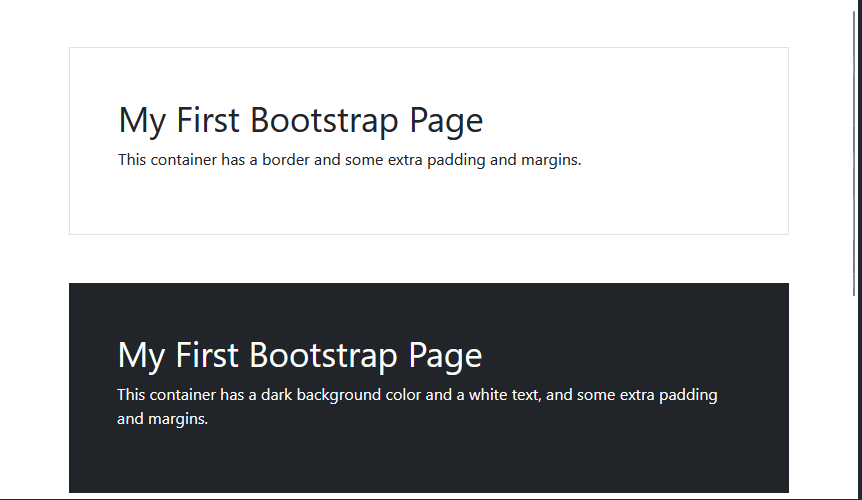 My First Bootstrap Page
This container has a border and some extra padding and margins.
My First Bootstrap Page
This container has a dark background color and a white text, and some extra padding
and margins.